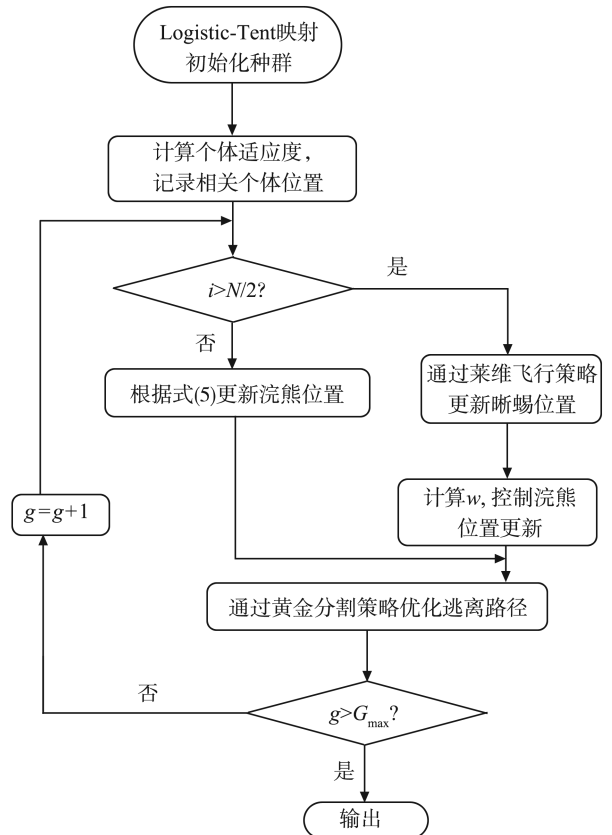 Logistic-Tent映射
初始化种群
计算个体适应度，
记录相关个体位置
i>N/2?
是
否
根据式(5)更新浣熊位置
通过莱维飞行策略
更新晰蜴位置
计算w, 控制浣熊
位置更新
g=g+1
通过黄金分割策略优化逃离路径
否
g>Gmax?
是
输出